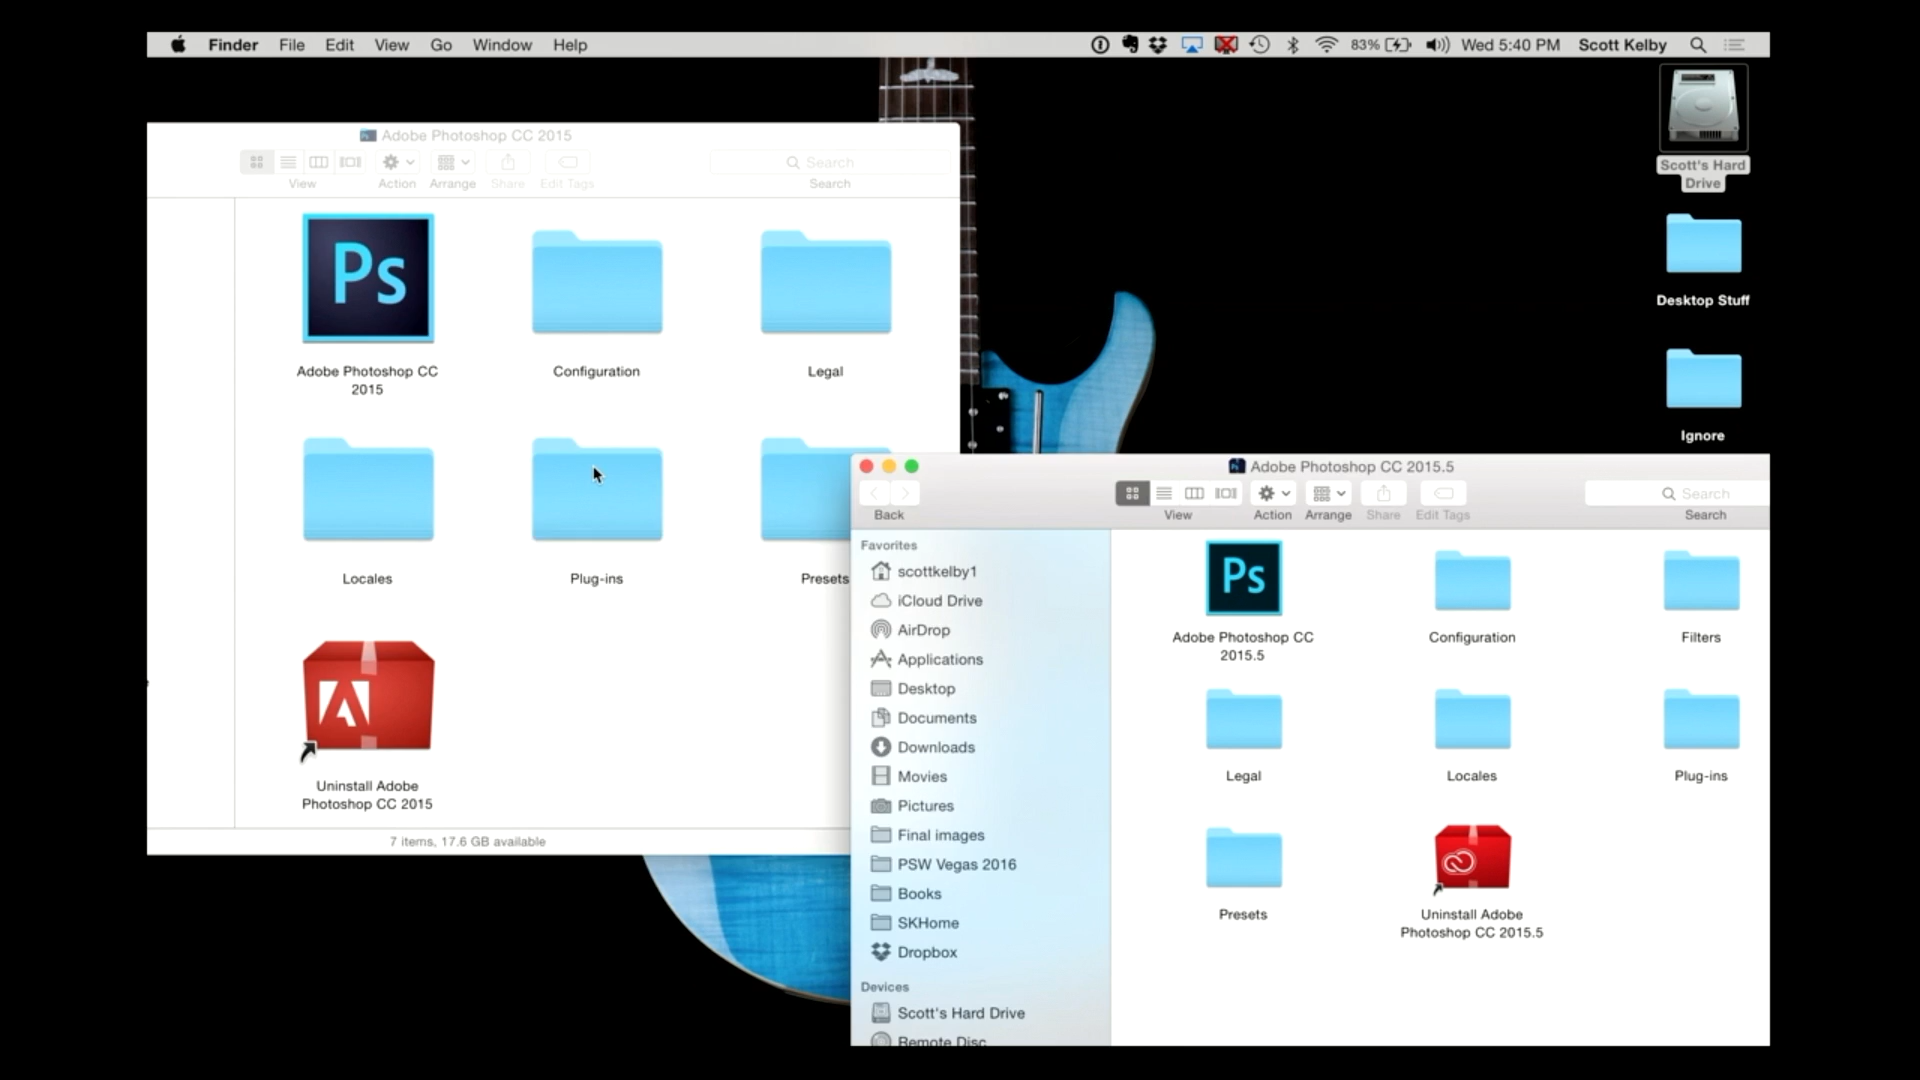 Finder File Edit View Go Window Help
83% Wed 5:40 PM Scott Kelby
Scott's Hard
Drive
Desktop Stuff
Ignore
Adobe Photoshop CC 2015
Search
View Action Arrange Share Edit Tags Search
Ps
Adobe Photoshop CC
2015
Configuration
Legal
Locales
Plug-ins
Presets
Uninstall Adobe
Photoshop CC 2015
7 items, 17.6 GB available
Adobe Photoshop CC 2015.5
Search
Back View Action Arrange Share Edit Tags Search
Favorites
scottkelby1
iCloud Drive
AirDrop
Applications
Desktop
Documents
Downloads
Movies
Pictures
Final images
PSW Vegas 2016
Books
SKHome
Dropbox
Devices
Scott's Hard Drive
Remote Disc
Ps
Adobe Photoshop CC
2015.5
Configuration
Filters
Legal
Locales
Plug-ins
Presets
Uninstall Adobe
Photoshop CC 2015.5